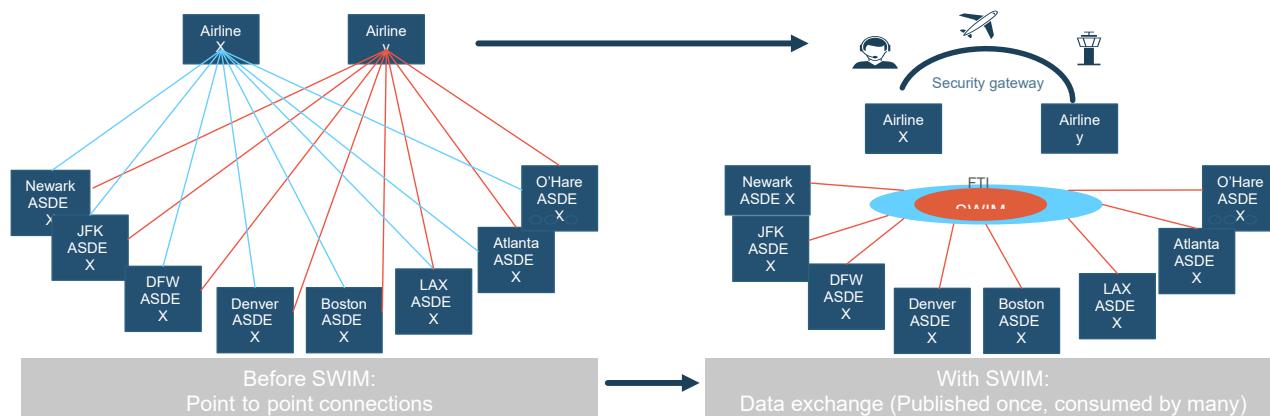 Airline
X
Airline
y
Newark
ASDE
X
JFK
ASDE
X
DFW
ASDE
X
Denver
ASDE
X
Boston
ASDE
X
LAX
ASDE
X
Atlanta
ASDE
X
O'Hare
ASDE
X
Before SWIM:
Point to point connections
Security gateway
Airline
X
Airline
y
FTI
SWIM
Newark
ASDE X
JFK
ASDE
X
DFW
ASDE
X
Denver
ASDE
X
Boston
ASDE
X
LAX
ASDE
X
Atlanta
ASDE
X
O'Hare
ASDE
X
With SWIM:
Data exchange (Published once, consumed by many)